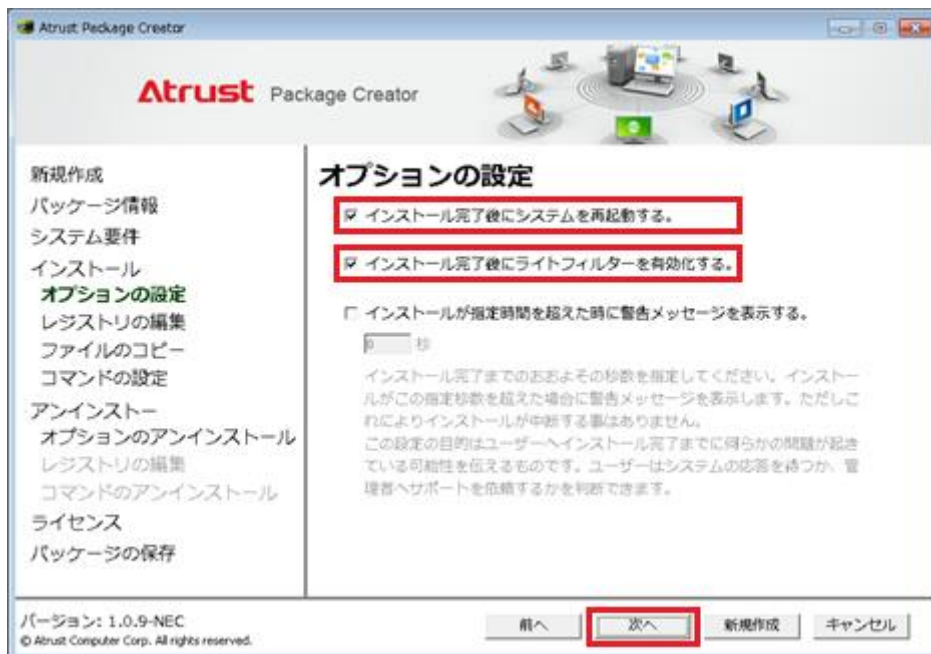 Atrust Package Creator
Atrust Package Creator
新規作成
パッケージ情報
システム要件
インストール
オプションの設定
レジストリの編集
ファイルのコピー
コマンドの設定
アンインストー
オプションのアンインストール
レジストリの編集
コマンドのアンインストール
ライセンス
パッケージの保存
オプションの設定
インストール完了後にシステムを再起動する。
インストール完了後にライトフィルターを有効化する。
インストールが指定時間を超えた時に警告メッセージを表示する。
0 秒
インストール完了までのおおよその秒数を指定してください。インストー
ルがこの指定秒数を超えた場合に警告メッセージを表示します。ただしこ
れによりインストールが中断する事はありません。
この設定の目的はユーザーへインストール完了までに何らかの問題が起き
ている可能性を伝えるものです。ユーザーはシステムの応答を待つか、管
理者へサポートを依頼するかを判断できます。
バージョン: 1.0.9-NEC
© Atrust Computer Corp. All rights reserved.
前へ
次へ
新規作成
キャンセル